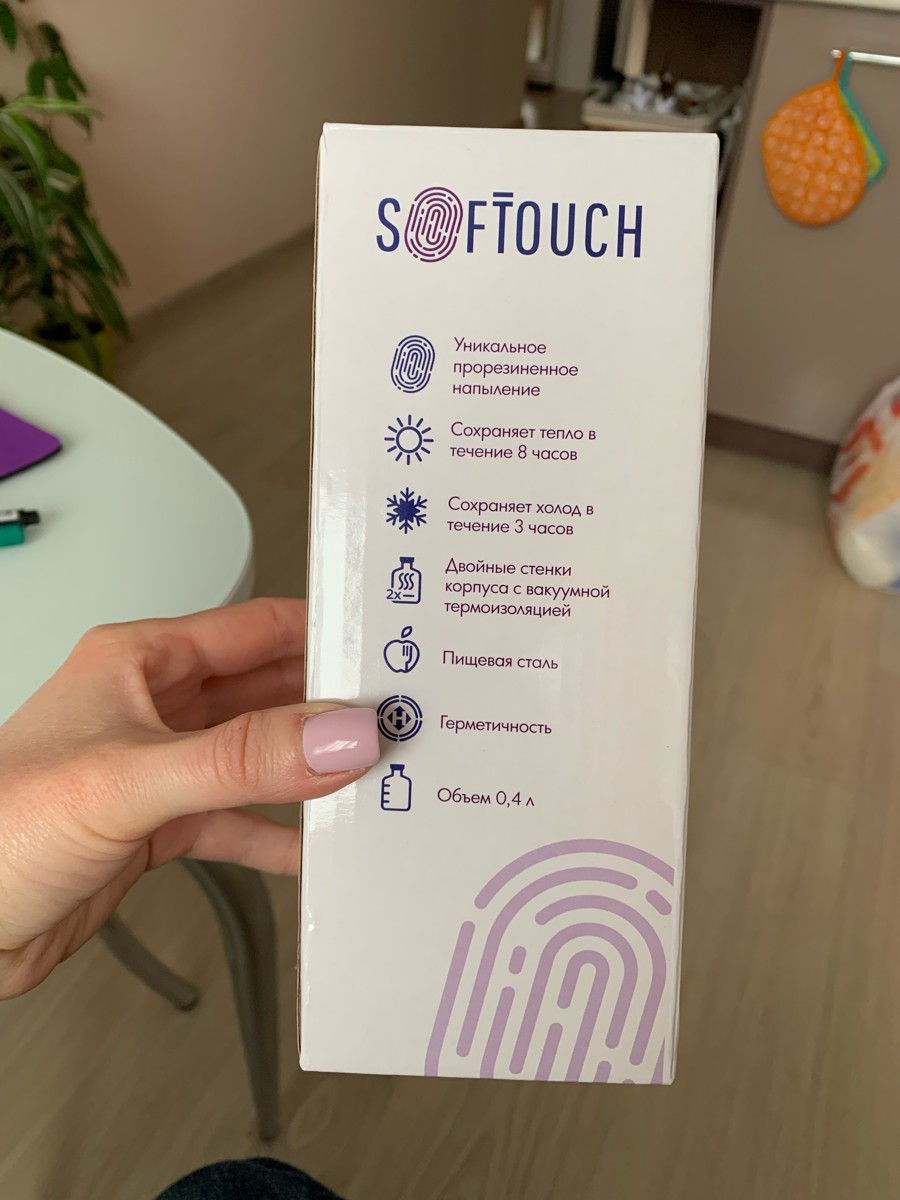 SOFTOUCH
Уникальное
прорезиненное
напыление
Сохраняет тепло в
течение 8 часов
Сохраняет холод в
течение 3 часов
2x
Двойные стенки
корпуса с вакуумной
термоизоляцией
Пищевая сталь
H
Герметичность
Объем 0,4 л